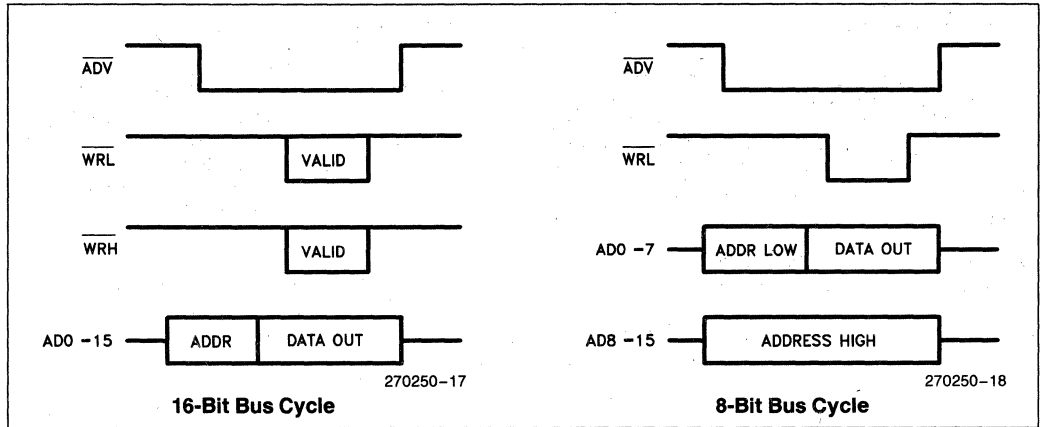 ADV
WRL
VALID
WRH
VALID
AD0 -15
ADDR
DATA OUT
270250-17
16-Bit Bus Cycle
ADV
WRL
AD0 -7
ADDR LOW
DATA OUT
AD8 -15
ADDRESS HIGH
270250-18
8-Bit Bus Cycle